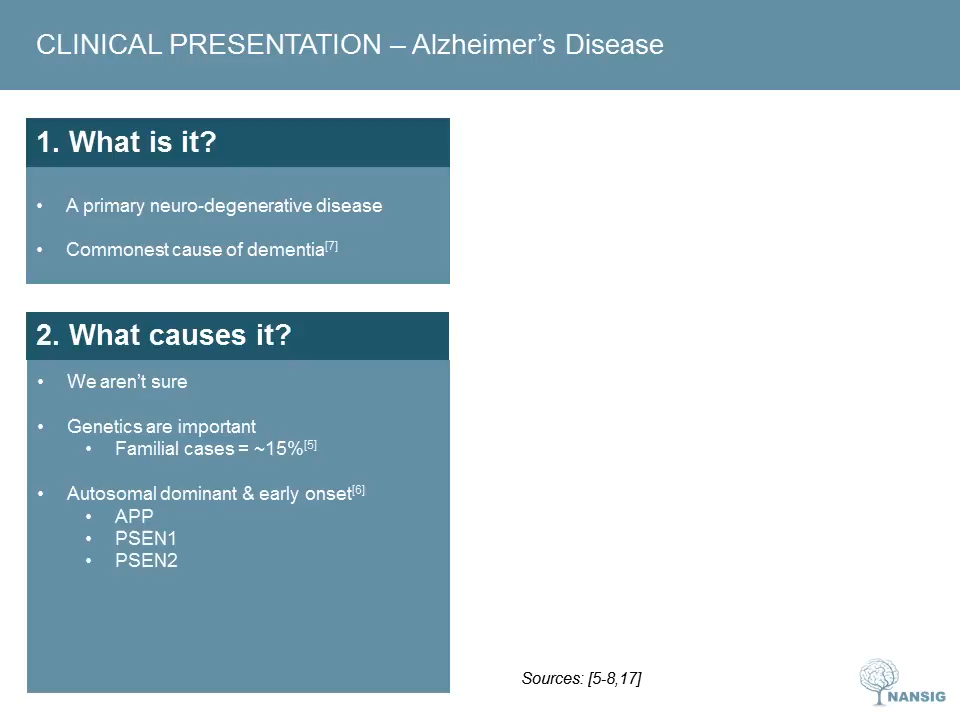 CLINICAL PRESENTATION – Alzheimer's Disease
1. What is it?
• A primary neuro-degenerative disease
• Commonest cause of dementia[7]
2. What causes it?
• We aren't sure
• Genetics are important
• Familial cases = ~15%[5]
• Autosomal dominant & early onset[6]
• APP
• PSEN1
• PSEN2
Sources: [5-8,17]
NANSIG